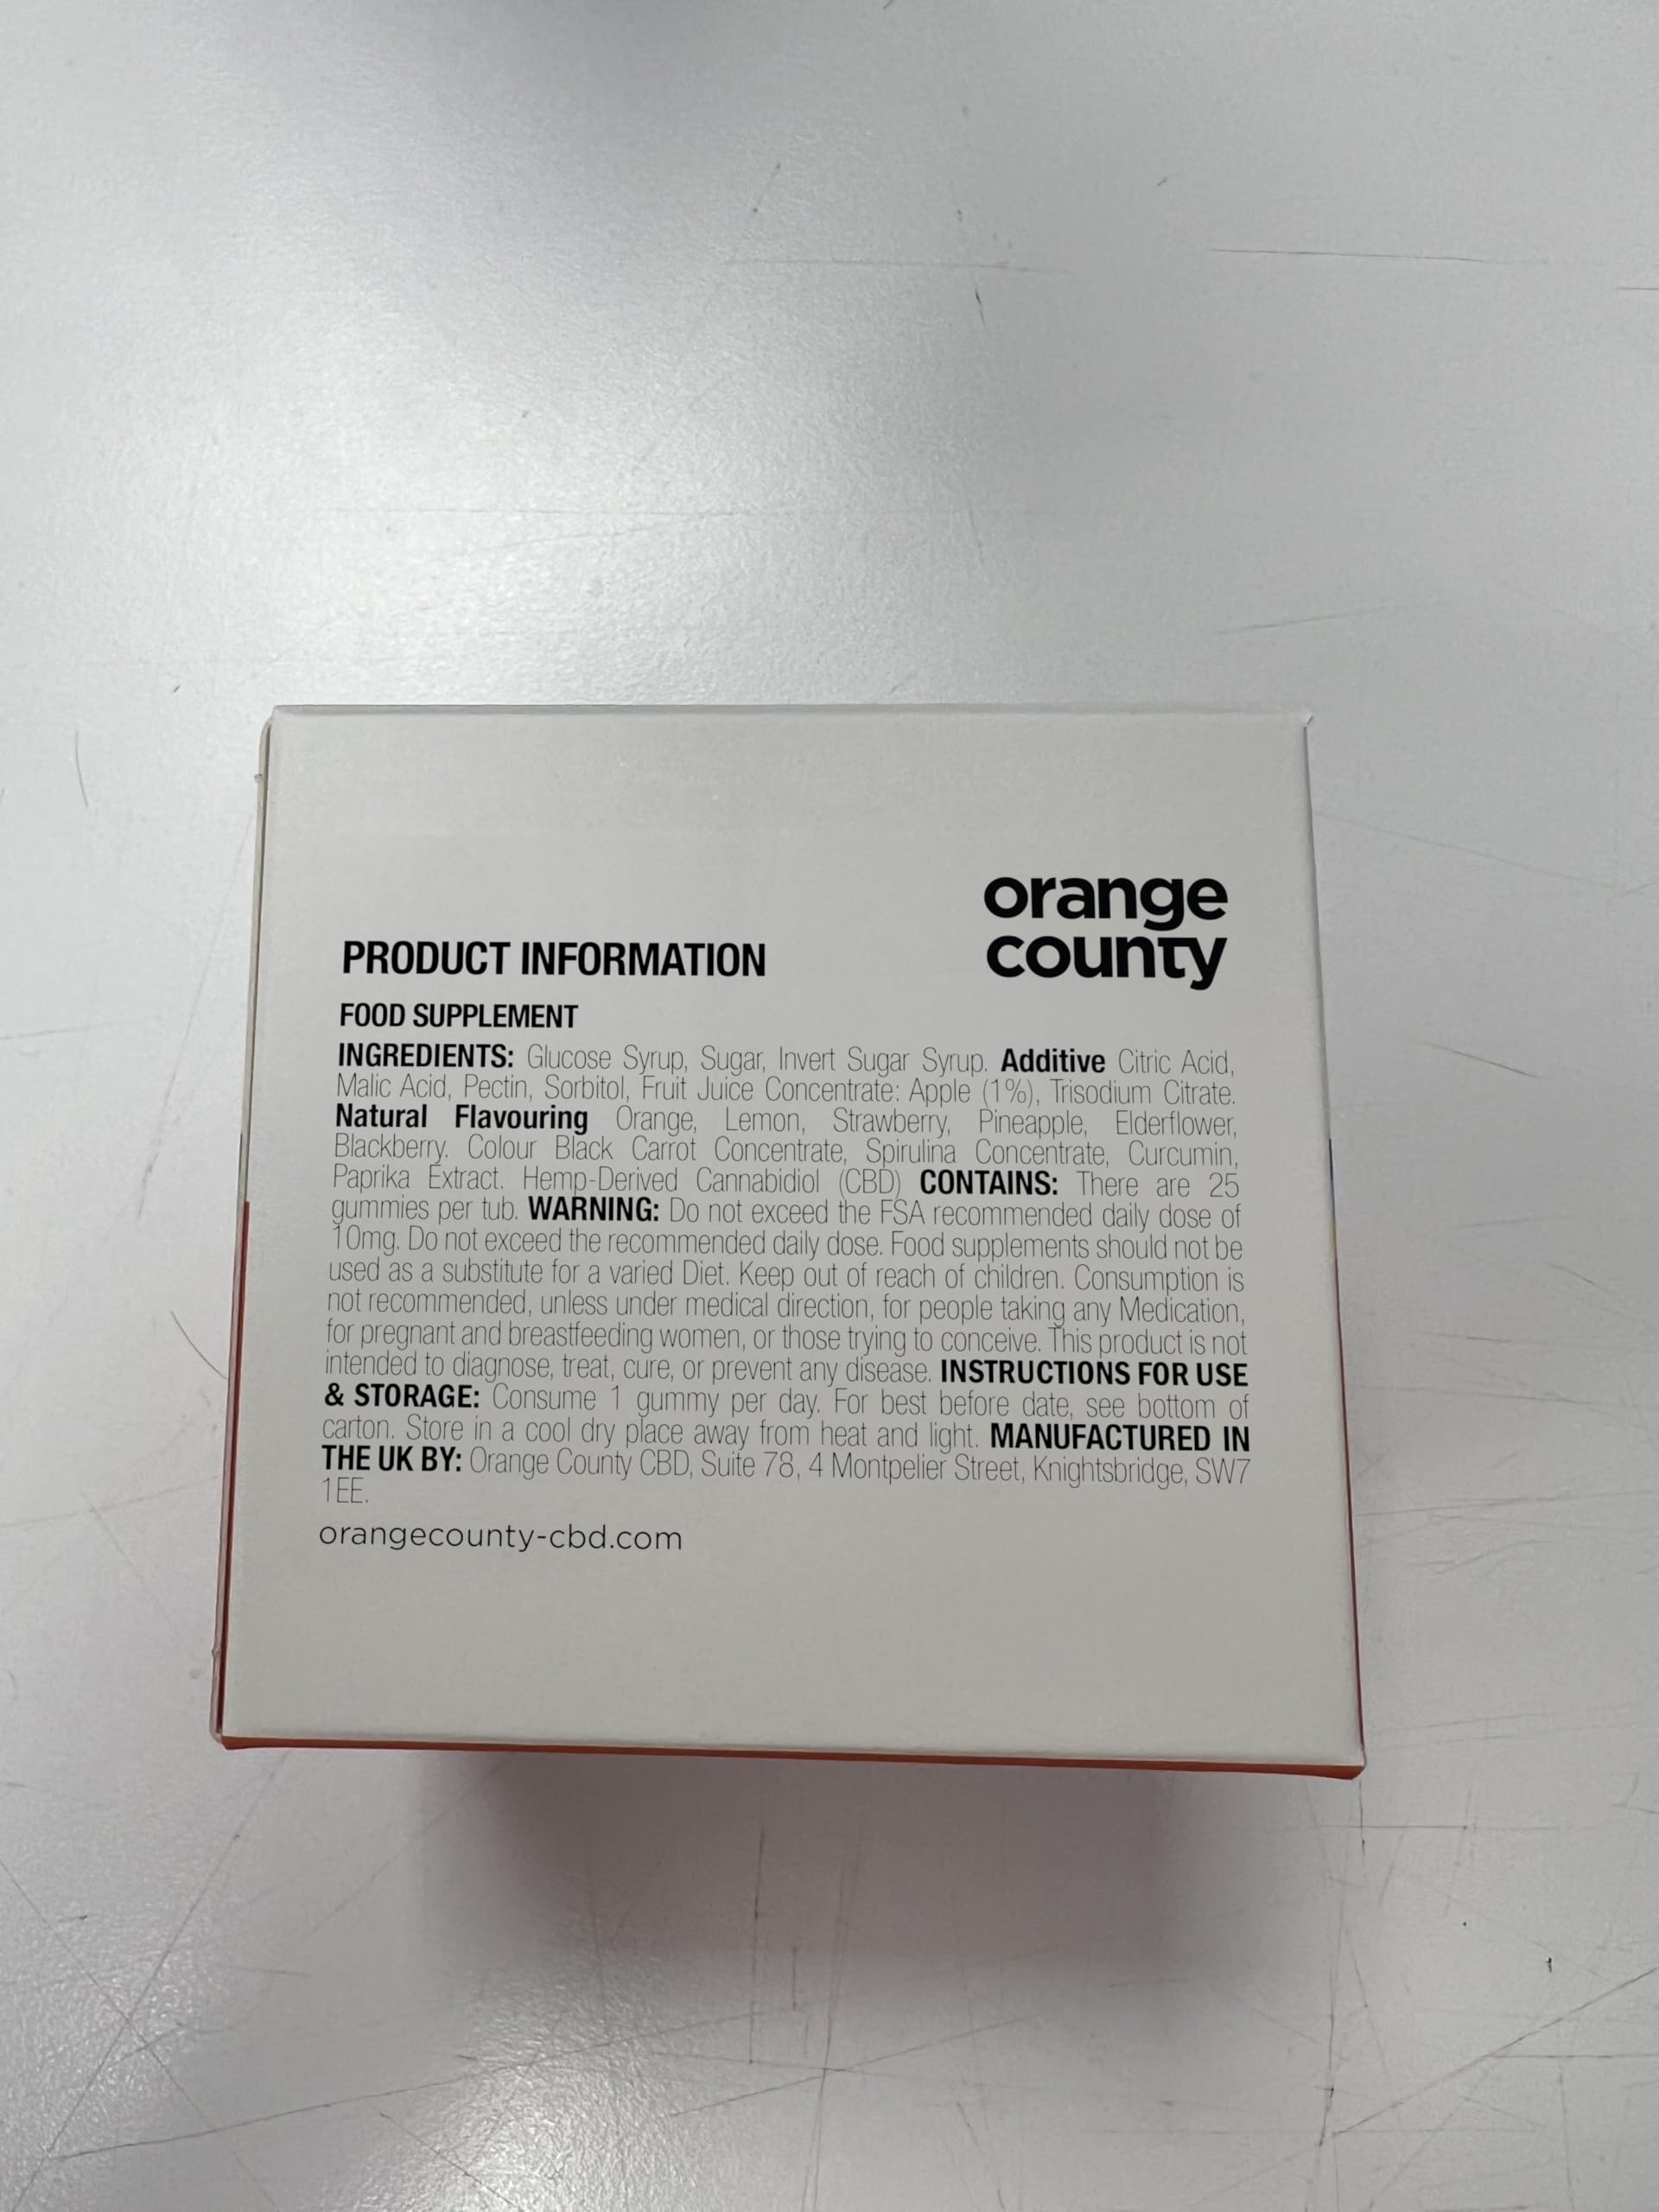 orange
county
PRODUCT INFORMATION
FOOD SUPPLEMENT
INGREDIENTS: Glucose Syrup, Sugar, Invert Sugar Syrup. Additive Citric Acid,
Malic Acid, Pectin, Sorbitol, Fruit Juice Concentrate: Apple (1%), Trisodium Citrate.
Natural Flavouring Orange, Lemon, Strawberry, Pineapple, Elderflower,
Blackberry. Colour Black Carrot Concentrate, Spirulina Concentrate, Curcumin,
Paprika Extract. Hemp-Derived Cannabidiol (CBD) CONTAINS: There are 25
gummies per tub. WARNING: Do not exceed the FSA recommended daily dose of
10mg. Do not exceed the recommended daily dose. Food supplements should not be
used as a substitute for a varied Diet. Keep out of reach of children. Consumption is
not recommended, unless under medical direction, for people taking any Medication,
for pregnant and breastfeeding women, or those trying to conceive. This product is not
intended to diagnose, treat, cure, or prevent any disease. INSTRUCTIONS FOR USE
& STORAGE: Consume 1 gummy per day. For best before date, see bottom of
carton. Store in a cool dry place away from heat and light. MANUFACTURED IN
THE UK BY: Orange County CBD, Suite 78, 4 Montpelier Street, Knightsbridge, SW7
1EE.
orangecounty-cbd.com